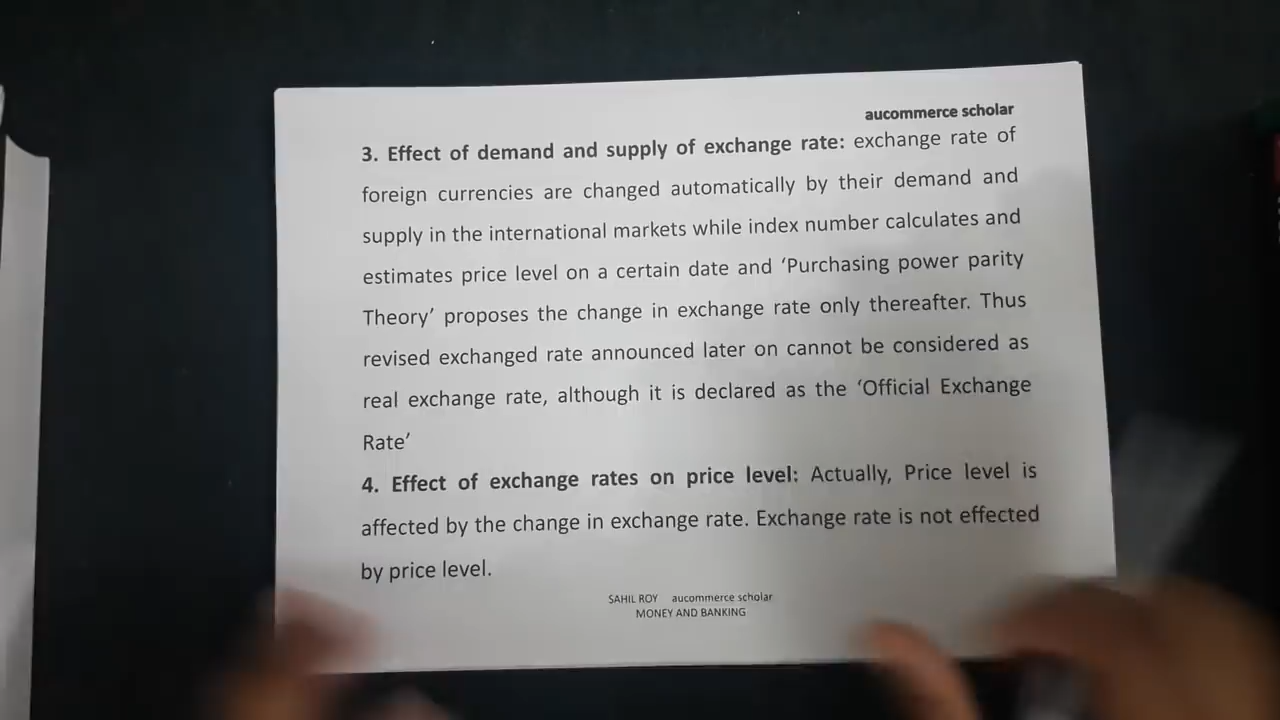 aucommerce scholar
3. Effect of demand and supply of exchange rate: exchange rate of
foreign currencies are changed automatically by their demand and
supply in the international markets while index number calculates and
estimates price level on a certain date and ‘Purchasing power parity
Theory’ proposes the change in exchange rate only thereafter. Thus
revised exchanged rate announced later on cannot be considered as
real exchange rate, although it is declared as the ‘Official Exchange
Rate’
4. Effect of exchange rates on price level: Actually, Price level is
affected by the change in exchange rate. Exchange rate is not effected
by price level.
SAHIL ROY aucommerce scholar
MONEY AND BANKING